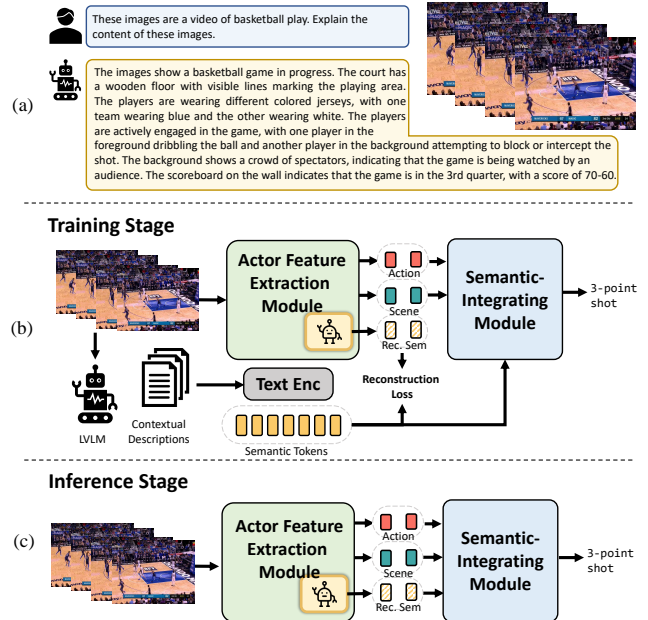 These images are a video of basketball play. Explain the
content of these images.
(a)
The images show a basketball game in progress. The court has
a wooden floor with visible lines marking the playing area.
The players are wearing different colored jerseys, with one
team wearing blue and the other wearing white. The players
are actively engaged in the game, with one player in the
foreground dribbling the ball and another player in the background attempting to block or intercept the
shot. The background shows a crowd of spectators, indicating that the game is being watched by an
audience. The scoreboard on the wall indicates that the game is in the 3rd quarter, with a score of 70-60.
Training Stage
(b)
Actor Feature
Extraction
Module
Action
Scene
Rec. Sem
Semantic-
Integrating
Module
3-point
shot
Reconstruction
Loss
LVLM
Contextual
Descriptions
Text Enc
Semantic Tokens
Inference Stage
(c)
Actor Feature
Extraction
Module
Action
Scene
Rec. Sem
Semantic-
Integrating
Module
3-point
shot